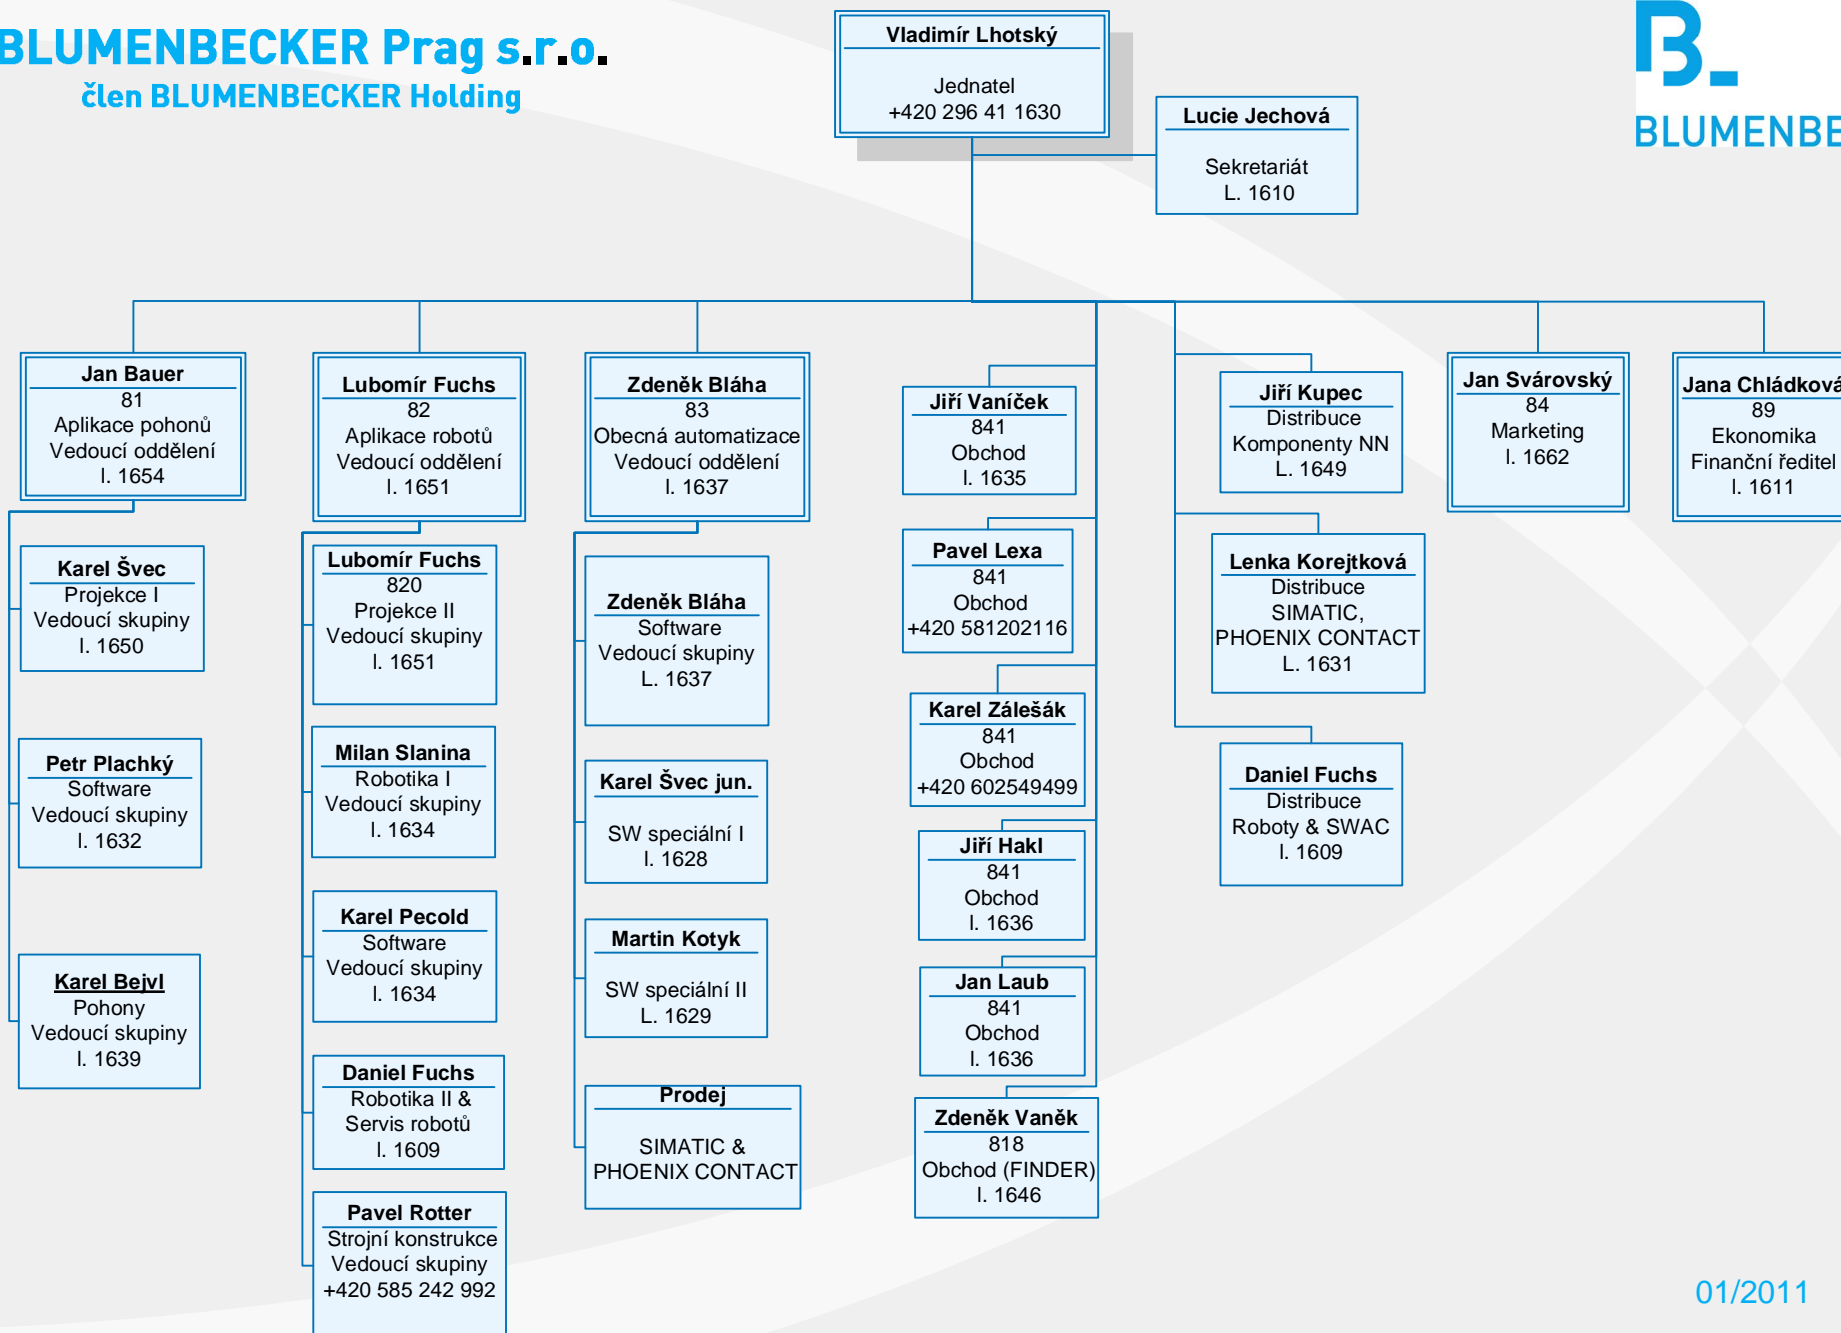 BLUMENBECKER Prag s.r.o.
člen BLUMENBECKER Holding
Vladimír Lhotský
Jednatel
+420 296 41 1630
Lucie Jechová
Sekretariát
L. 1610
B_
BLUMENBE
Jan Bauer
81
Aplikace pohonů
Vedoucí oddělení
l. 1654
Karel Švec
Projekce I
Vedoucí skupiny
l. 1650
Petr Plachký
Software
Vedoucí skupiny
l. 1632
Karel Bejvl
Pohony
Vedoucí skupiny
l. 1639
Lubomír Fuchs
82
Aplikace robotů
Vedoucí oddělení
l. 1651
Lubomír Fuchs
820
Projekce II
Vedoucí skupiny
l. 1651
Milan Slanina
Robotika I
Vedoucí skupiny
l. 1634
Karel Pecold
Software
Vedoucí skupiny
l. 1634
Daniel Fuchs
Robotika II &
Servis robotů
l. 1609
Pavel Rotter
Strojní konstrukce
Vedoucí skupiny
+420 585 242 992
Zdeněk Bláha
83
Obecná automatizace
Vedoucí oddělení
l. 1637
Zdeněk Bláha
Software
Vedoucí skupiny
L. 1637
Karel Švec jun.
SW speciální I
l. 1628
Martin Kotyk
SW speciální II
L. 1629
Prodej
SIMATIC &
PHOENIX CONTACT
Jiří Vaníček
841
Obchod
l. 1635
Pavel Lexa
841
Obchod
+420 581202116
Karel Zálešák
841
Obchod
+420 602549499
Jiří Hakl
841
Obchod
l. 1636
Jan Laub
841
Obchod
l. 1636
Zdeněk Vaněk
818
Obchod (FINDER)
l. 1646
Jiří Kupec
Distribuce
Komponenty NN
L. 1649
Lenka Korejtková
Distribuce
SIMATIC,
PHOENIX CONTACT
L. 1631
Daniel Fuchs
Distribuce
Roboty & SWAC
l. 1609
Jan Svárovský
84
Marketing
l. 1662
Jana Chládková
89
Ekonomika
Finanční ředitel
l. 1611
01/2011